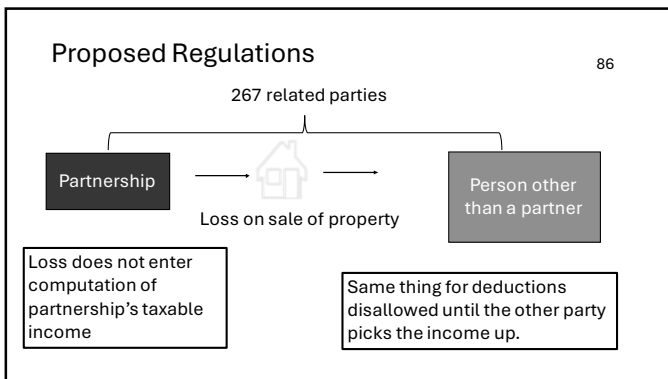 Proposed Regulations
86
267 related parties
Partnership
Person other
than a partner
Loss on sale of property
Loss does not enter
computation of
partnership’s taxable
income
Same thing for deductions
disallowed until the other party
picks the income up.